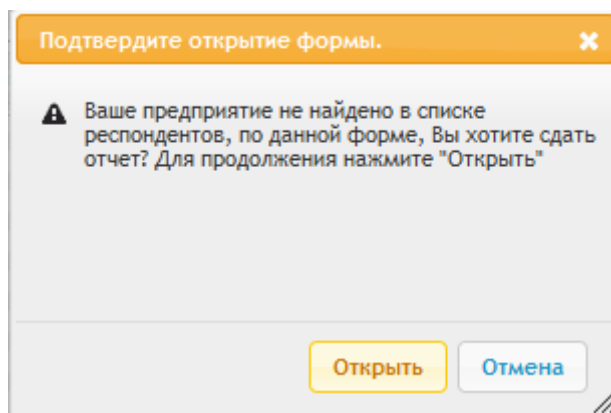 Подтвердите открытие формы.
Ваше предприятие не найдено в списке
респондентов, по данной форме, Вы хотите сдать
отчет? Для продолжения нажмите "Открыть"
Открыть
Отмена